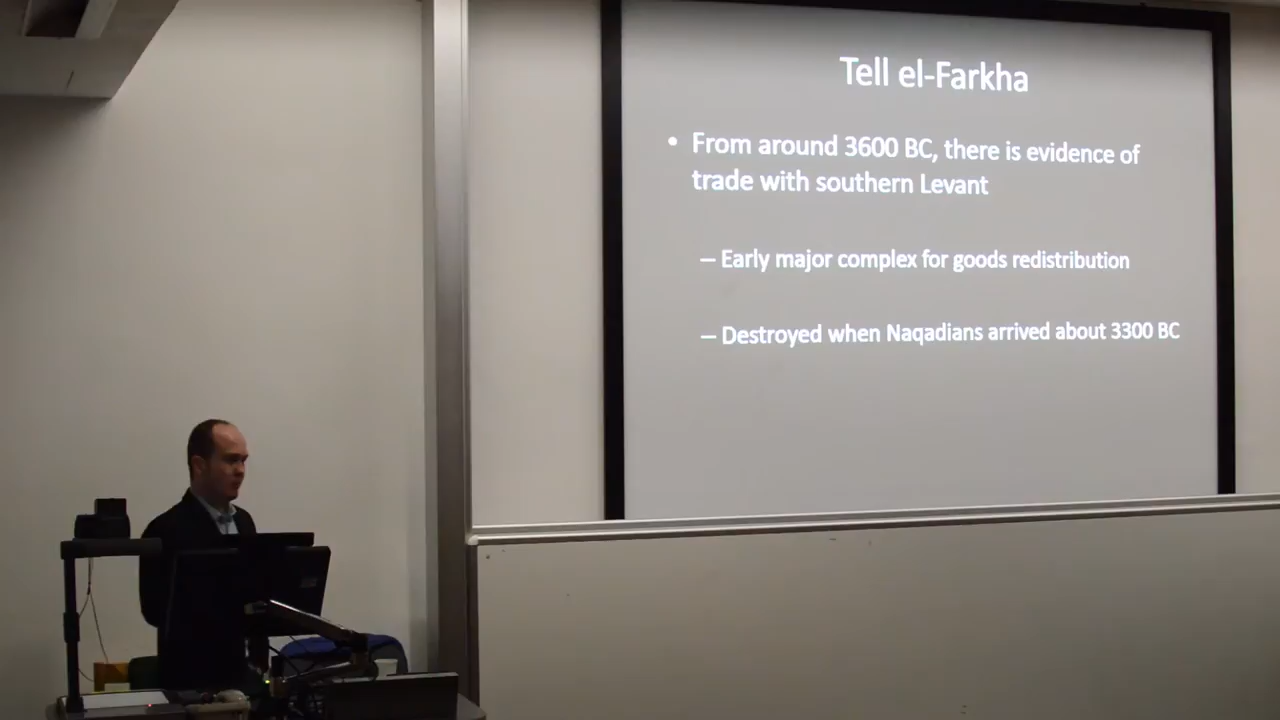 Tell el-Farkha
• From around 3600 BC, there is evidence of
trade with southern Levant
– Early major complex for goods redistribution
– Destroyed when Naqadians arrived about 3300 BC